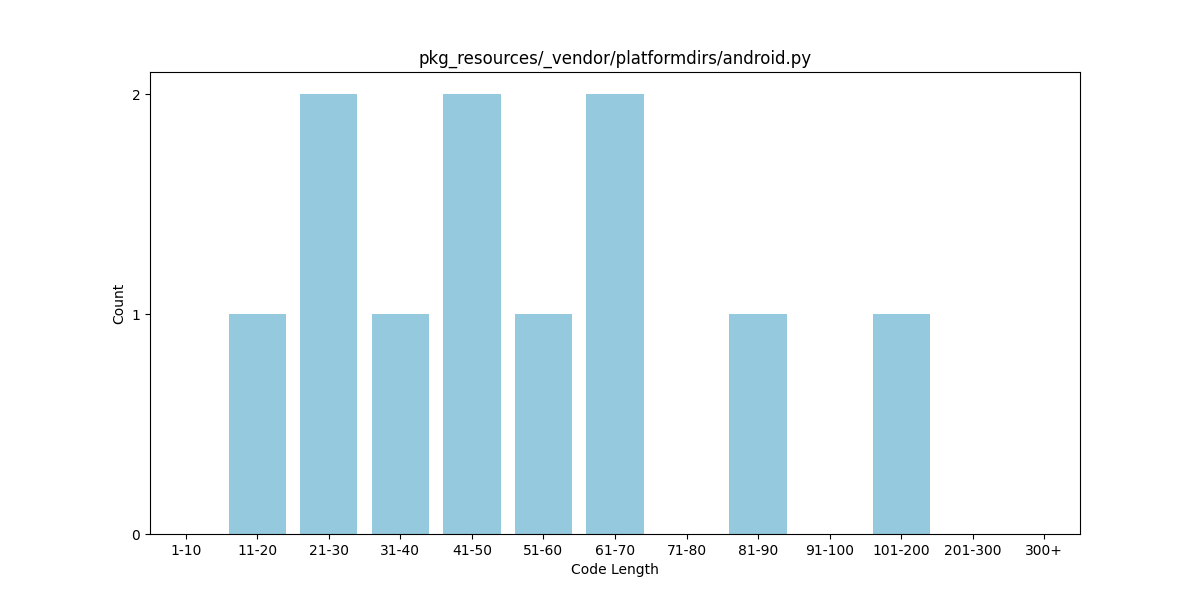 pkg_resources/_vendor/platformdirs/android.py
2
1
0
Count
1-10 11-20 21-30 31-40 41-50 51-60 61-70 71-80 81-90 91-100 101-200 201-300 300+
Code Length